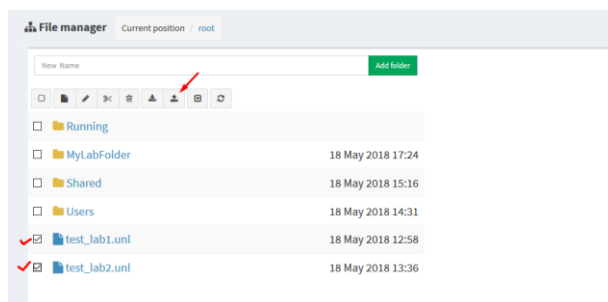 File manager Current position / root
New Name Add folder
Running
MyLabFolder 18 May 2018 17:24
Shared 18 May 2018 15:16
Users 18 May 2018 14:31
test_lab1.unl 18 May 2018 12:58
test_lab2.unl 18 May 2018 13:36